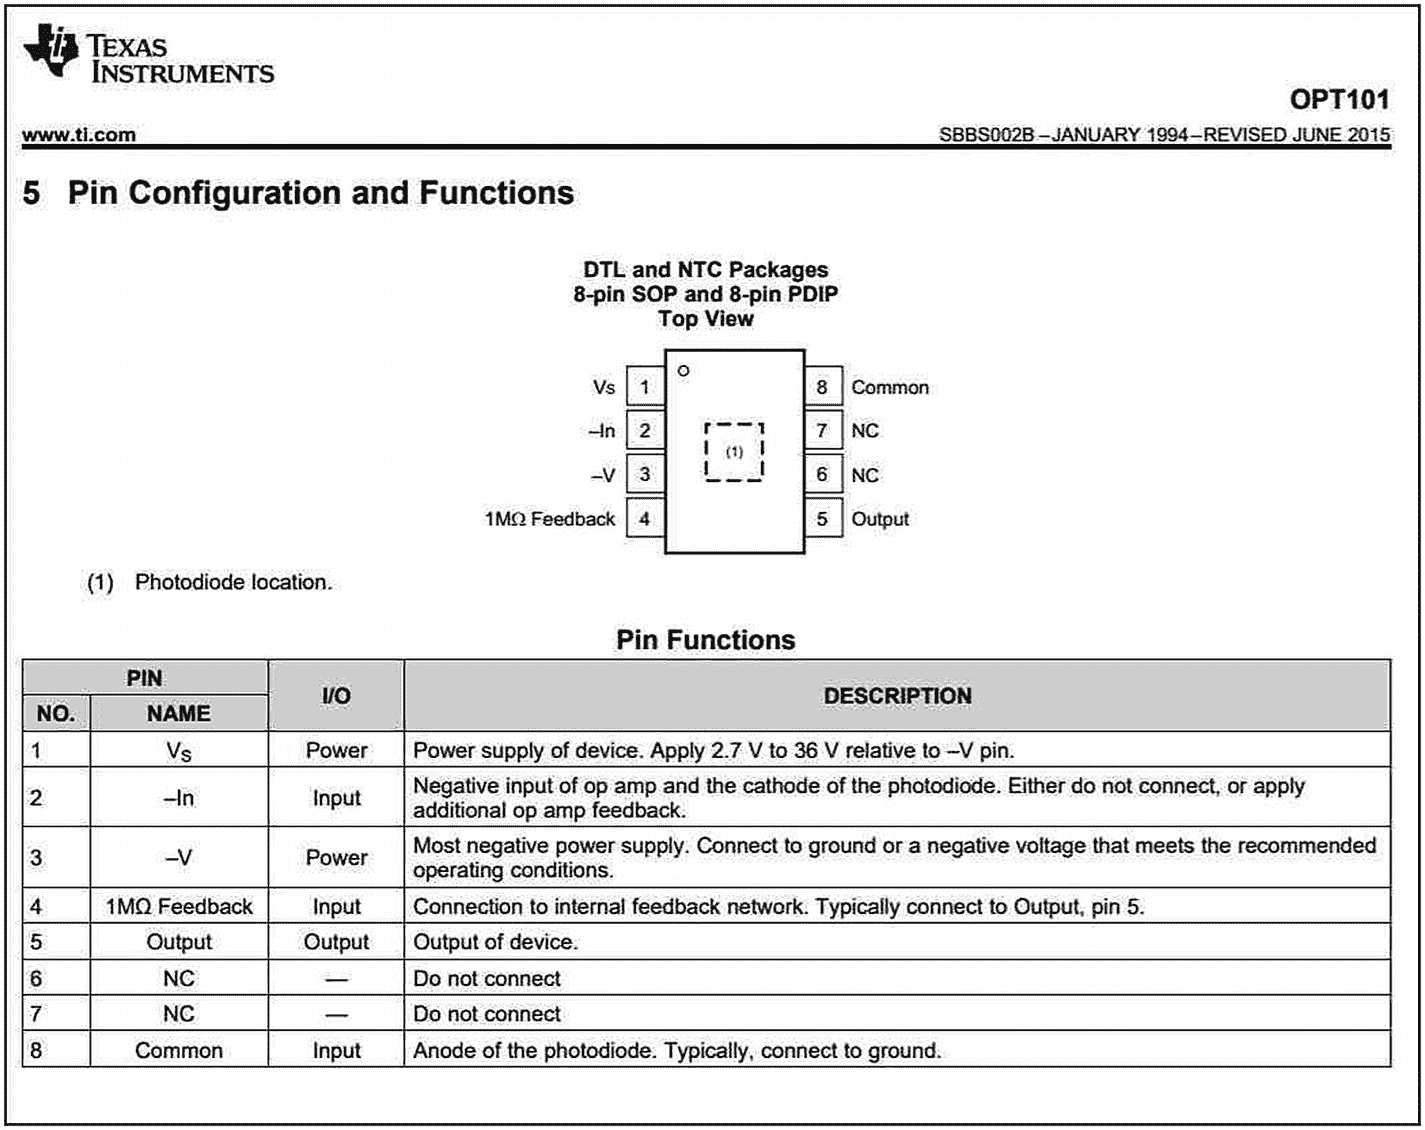 TEXAS
INSTRUMENTS
OPT101
www.ti.com
SBBS002B–JANUARY 1994–REVISED JUNE 2015
5 Pin Configuration and Functions
DTL and NTC Packages
8-pin SOP and 8-pin PDIP
Top View
Vs 1 8 Common
–In 2 7 NC
(1)
–V 3 6 NC
1MΩ Feedback 4 5 Output
(1) Photodiode location.
Pin Functions
PIN I/O DESCRIPTION
NO. NAME
1 VS Power Power supply of device. Apply 2.7 V to 36 V relative to –V pin.
2 –In Input Negative input of op amp and the cathode of the photodiode. Either do not connect, or apply
additional op amp feedback.
3 –V Power Most negative power supply. Connect to ground or a negative voltage that meets the recommended
operating conditions.
4 1MΩ Feedback Input Connection to internal feedback network. Typically connect to Output, pin 5.
5 Output Output Output of device.
6 NC — Do not connect
7 NC — Do not connect
8 Common Input Anode of the photodiode. Typically, connect to ground.